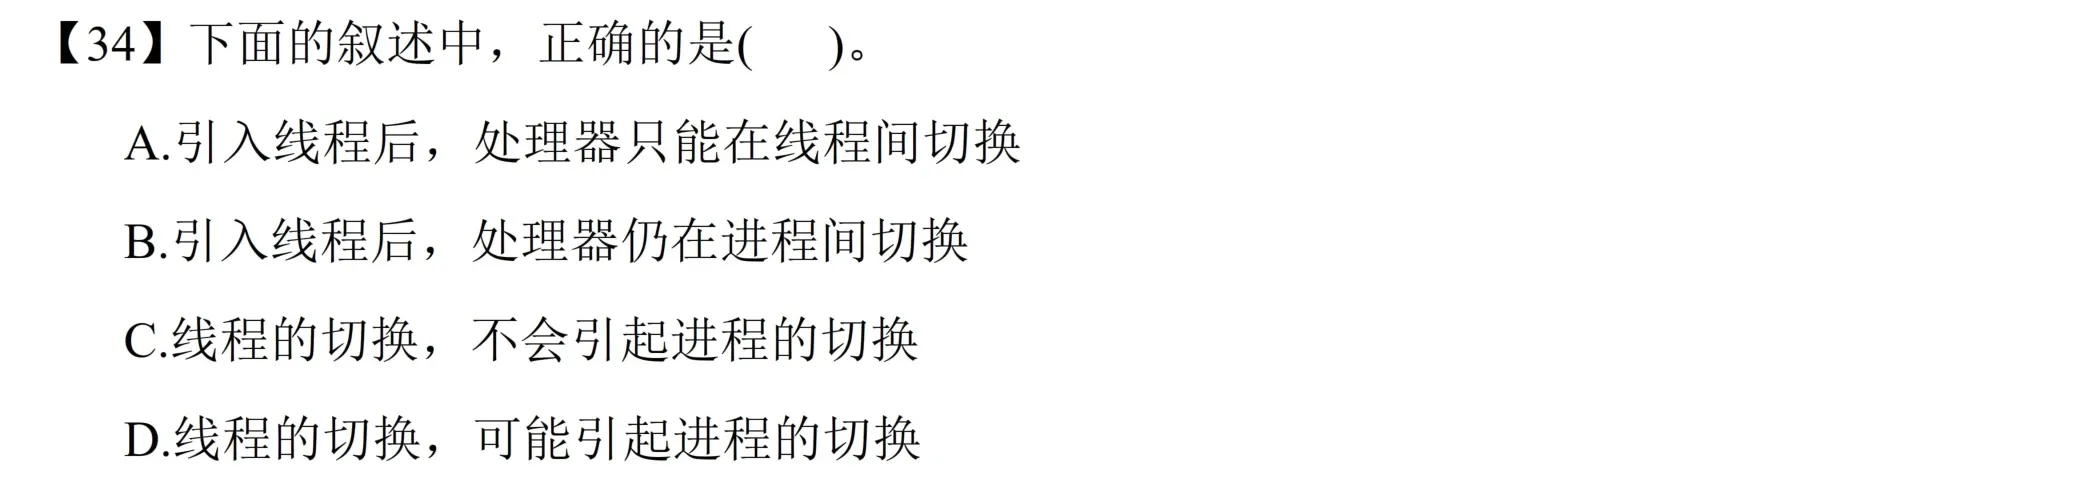 【34】下面的叙述中，正确的是(　　)。
A.引入线程后，处理器只能在线程间切换
B.引入线程后，处理器仍在进程间切换
C.线程的切换，不会引起进程的切换
D.线程的切换，可能引起进程的切换